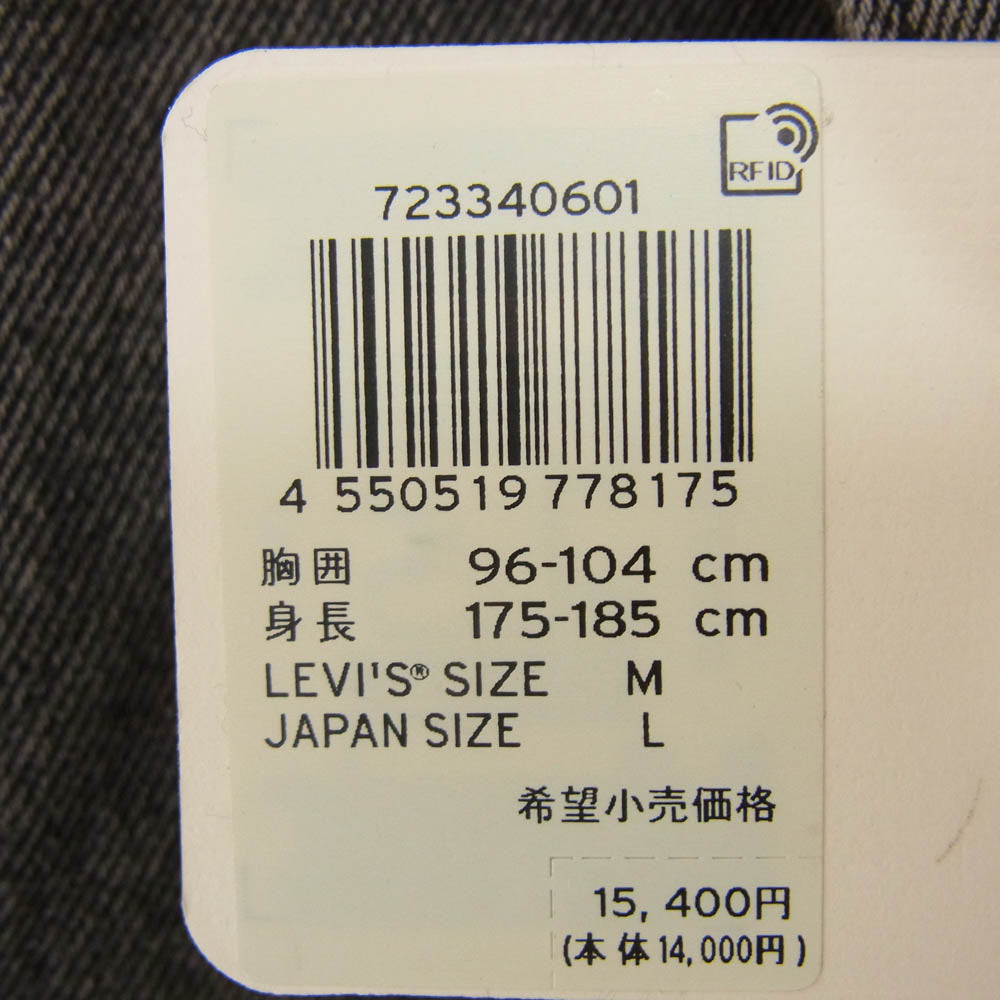 RFID
723340601
4 550519 778175
胸囲 96-104 cm
身長 175-185 cm
LEVI'S® SIZE M
JAPAN SIZE L
希望小売価格
15,400円
(本体14,000円)